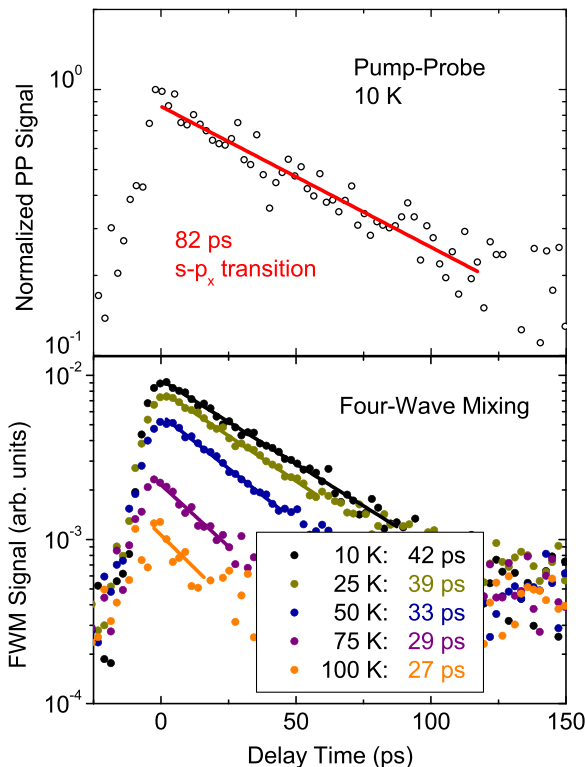 10⁰
Pump-Probe
10 K
Normalized PP Signal
82 ps
s-pₓ transition
10⁻¹
10⁻²
Four-Wave Mixing
FWM Signal (arb. units)
10⁻³
10 K: 42 ps
25 K: 39 ps
50 K: 33 ps
75 K: 29 ps
100 K: 27 ps
10⁻⁴
0 50 100 150
Delay Time (ps)